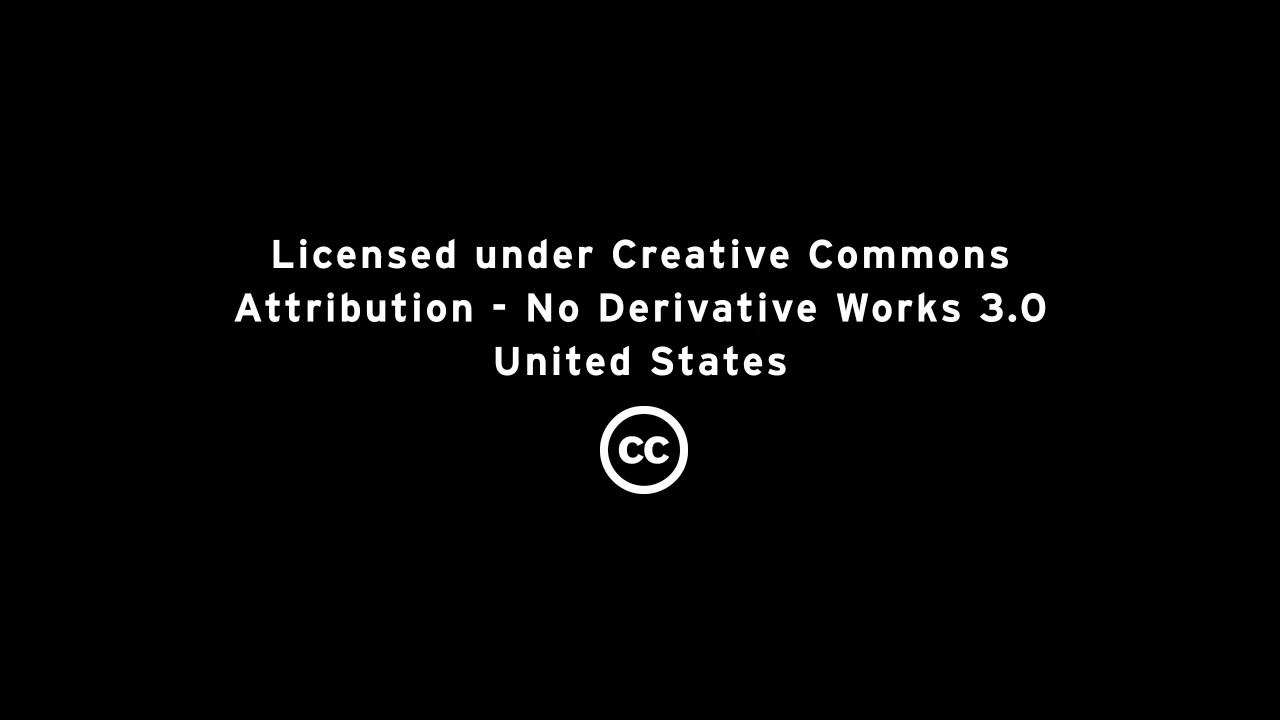 Licensed under Creative Commons
Attribution - No Derivative Works 3.0
United States
cc